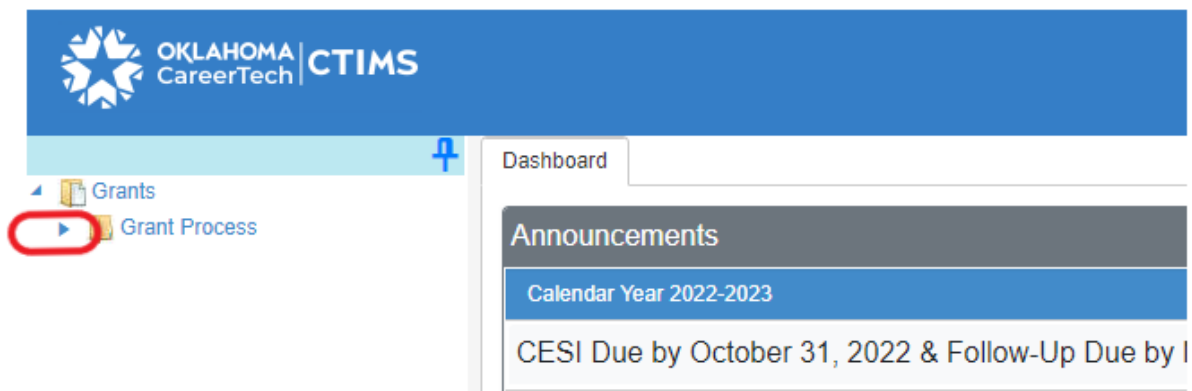 OKLAHOMA
CareerTech
CTIMS
Dashboard
Grants
Grant Process
Announcements
Calendar Year 2022-2023
CESI Due by October 31, 2022 & Follow-Up Due by